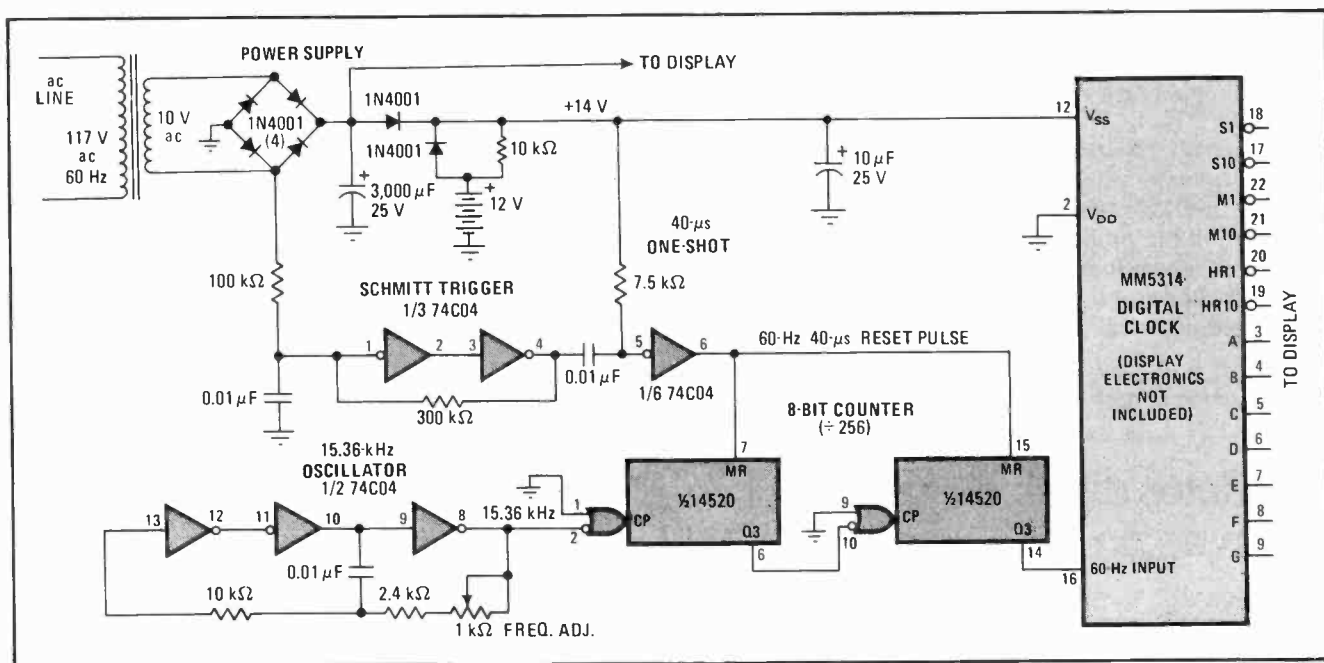 POWER SUPPLY
TO DISPLAY
ac
LINE
117 V
ac
60 Hz
10 V
ac
1N4001
(4)
1N4001
1N4001
+14 V
10 kΩ
+
3,000 μF
25 V
+
12 V
+
10 μF
25 V
40-μs
ONE-SHOT
7.5 kΩ
100 kΩ
SCHMITT TRIGGER
1/3 74C04
1
2
3
4
0.01 μF
300 kΩ
0.01 μF
5
6
1/6 74C04
60-Hz 40-μs RESET PULSE
8-BIT COUNTER
(÷ 256)
15.36-kHz
OSCILLATOR
1/2 74C04
13
12
11
10
9
8
15.36 kHz
0.01 μF
10 kΩ
2.4 kΩ
1 kΩ FREQ. ADJ.
1
2
CP
7
MR
½14520
Q3
6
9
10
CP
15
MR
½14520
Q3
14
12
VSS
2
VDD
MM5314
DIGITAL
CLOCK
(DISPLAY
ELECTRONICS
NOT
INCLUDED)
16
60-Hz INPUT
S1 18
S10 17
M1 22
M10 21
HR1 20
HR10 19
A 3
B 4
C 5
D 6
E 7
F 8
G 9
TO DISPLAY